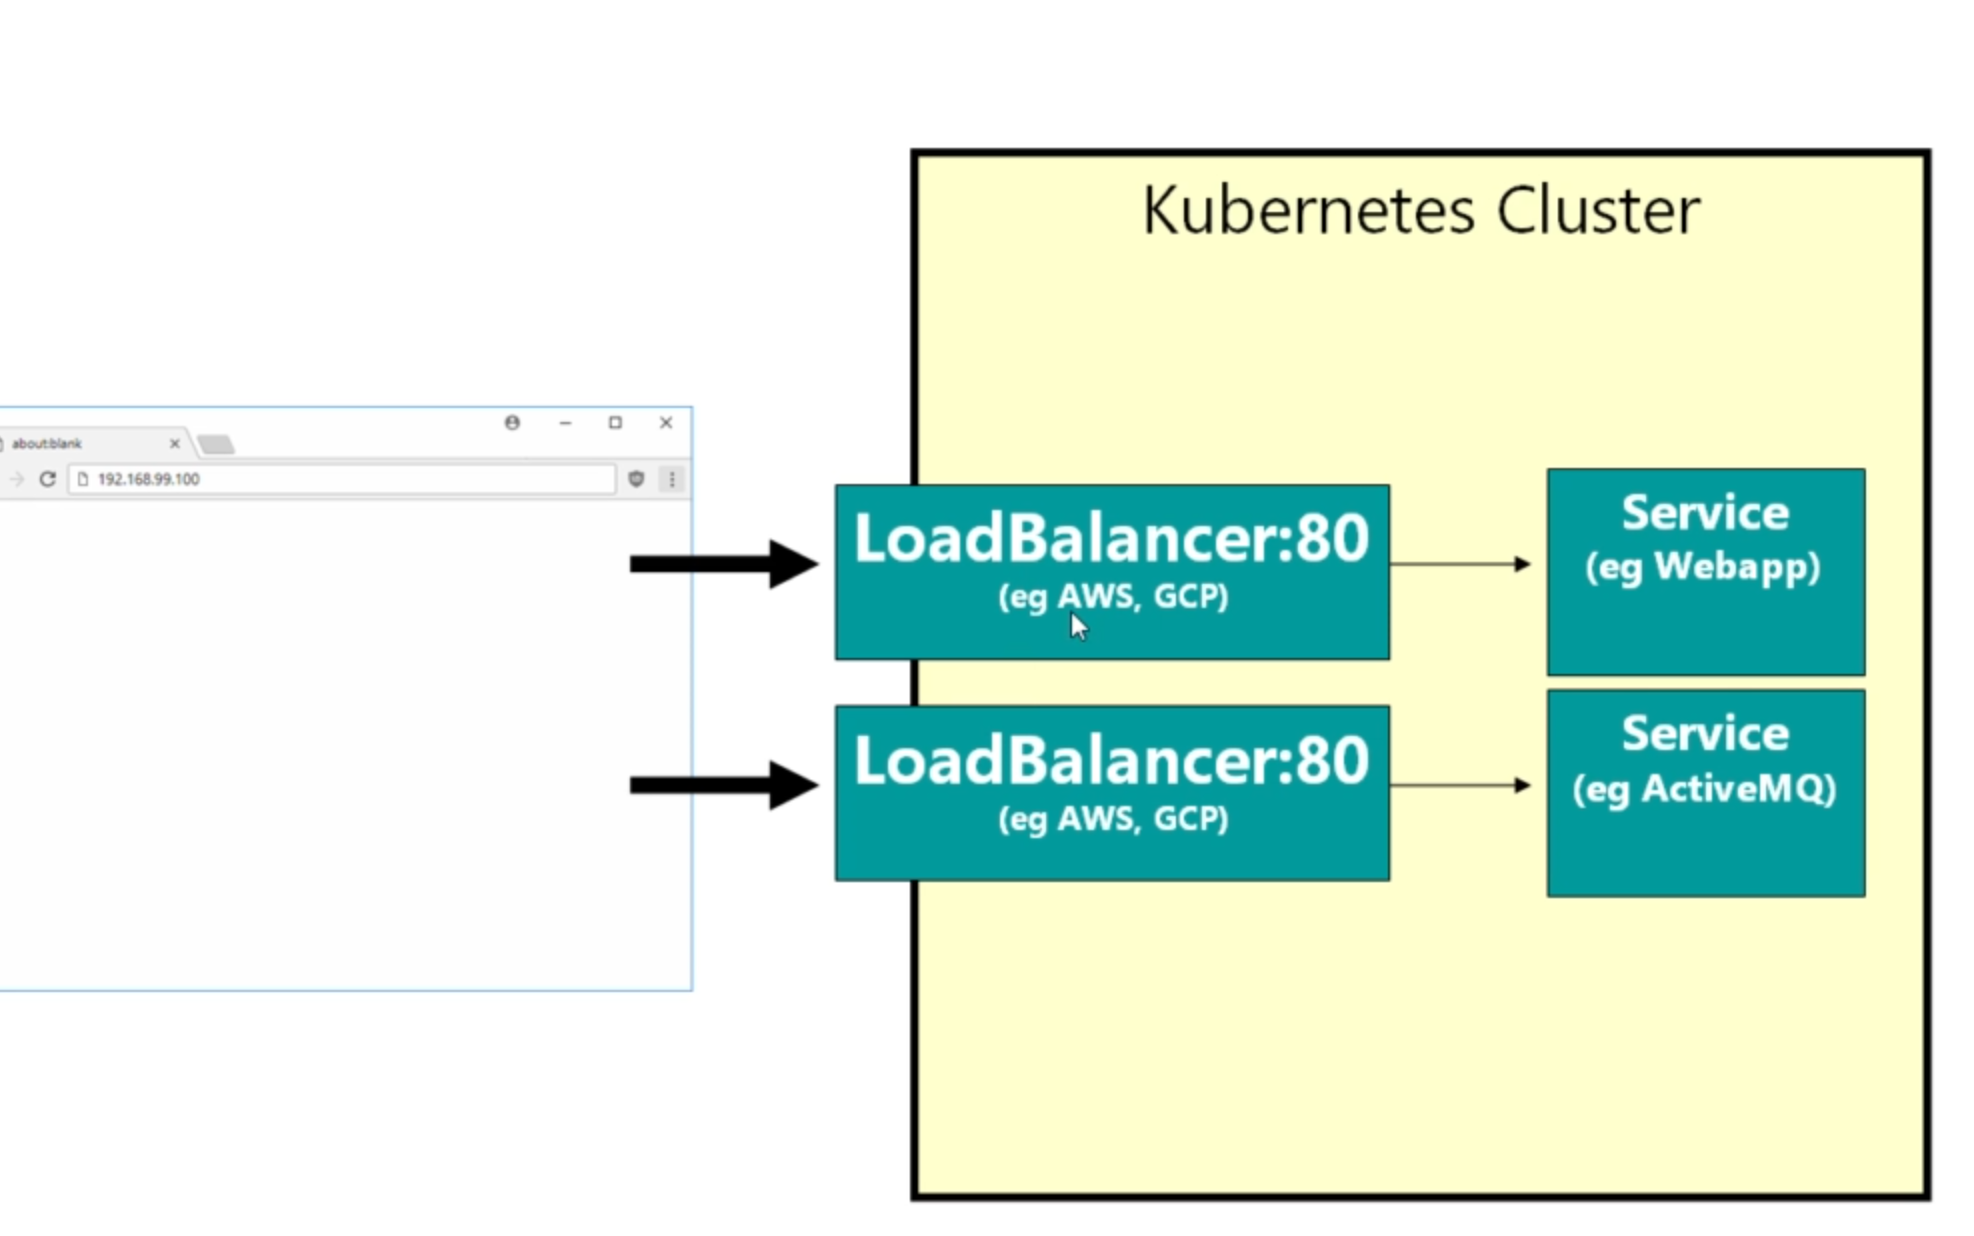 Kubernetes Cluster
about:blank
192.168.99.100
LoadBalancer:80
(eg AWS, GCP)
Service
(eg Webapp)
LoadBalancer:80
(eg AWS, GCP)
Service
(eg ActiveMQ)